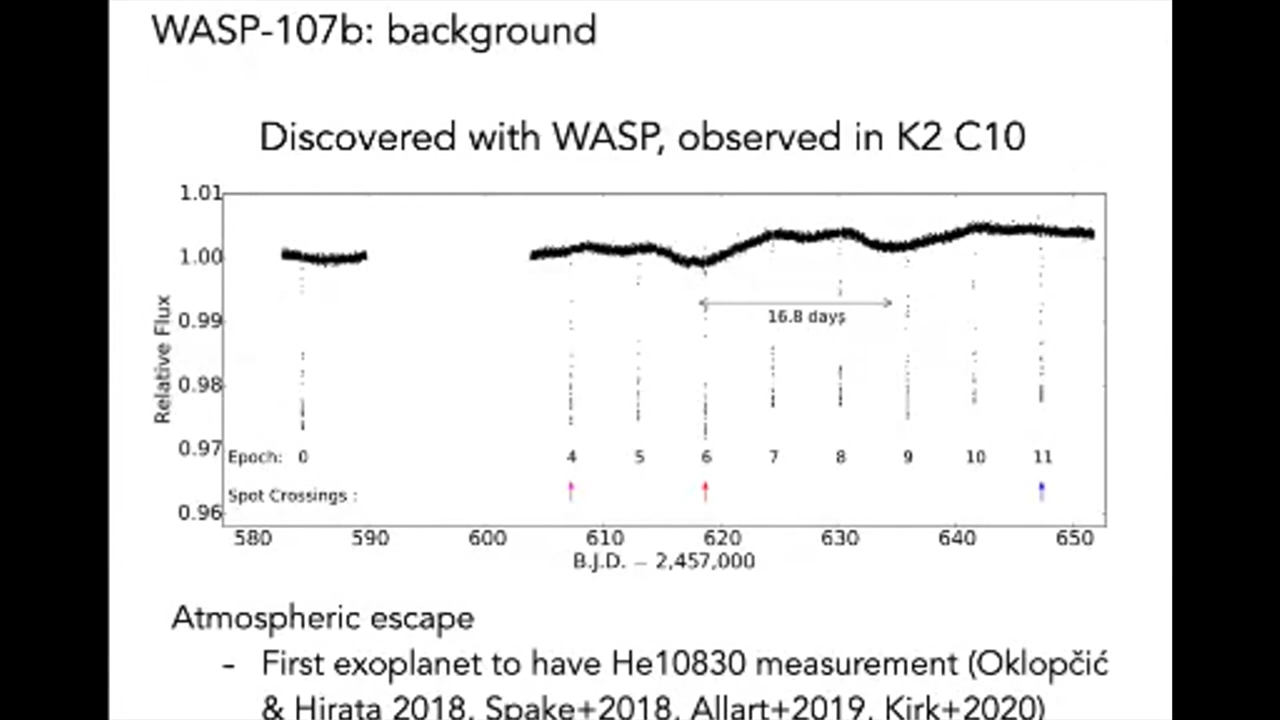 WASP-107b: background
Discovered with WASP, observed in K2 C10
1.01
1.00
0.99
0.98
0.97
0.96
Relative Flux
16.8 days
Epoch: 0 4 5 6 7 8 9 10 11
Spot Crossings :
580 590 600 610 620 630 640 650
B.J.D. – 2,457,000
Atmospheric escape
- First exoplanet to have He10830 measurement (Oklopčić
& Hirata 2018, Spake+2018, Allart+2019, Kirk+2020)